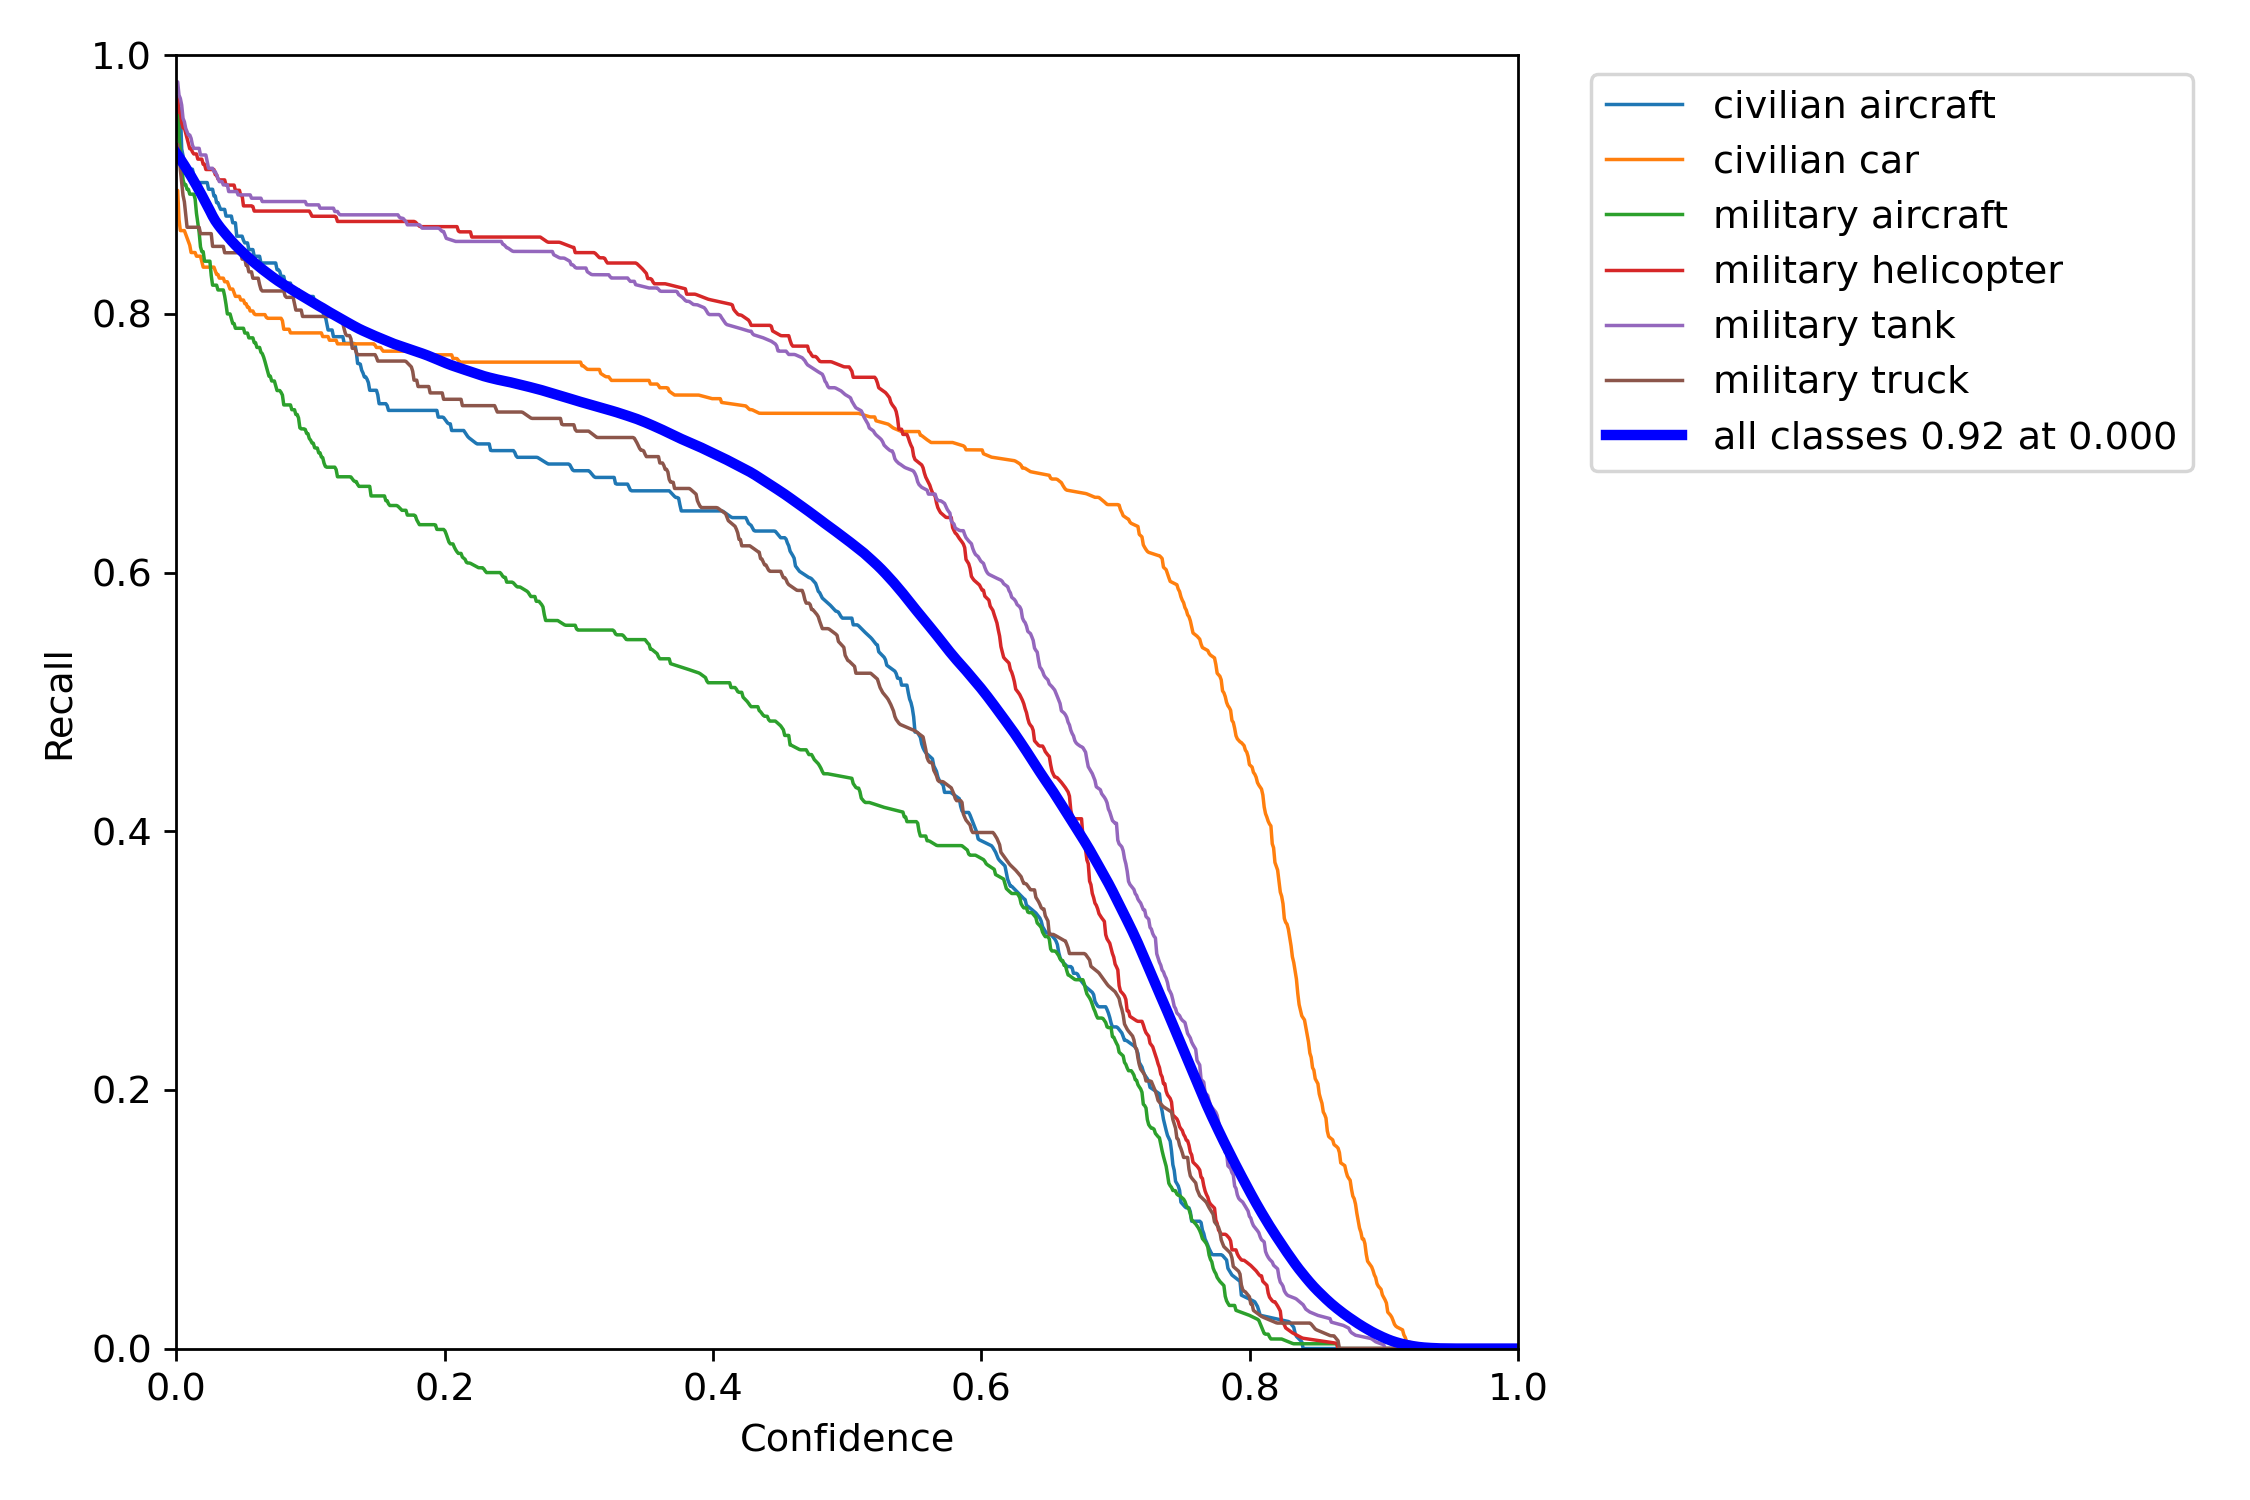 1.0
0.8
0.6
0.4
0.2
0.0
Recall
0.0 0.2 0.4 0.6 0.8 1.0
Confidence
civilian aircraft
civilian car
military aircraft
military helicopter
military tank
military truck
all classes 0.92 at 0.000